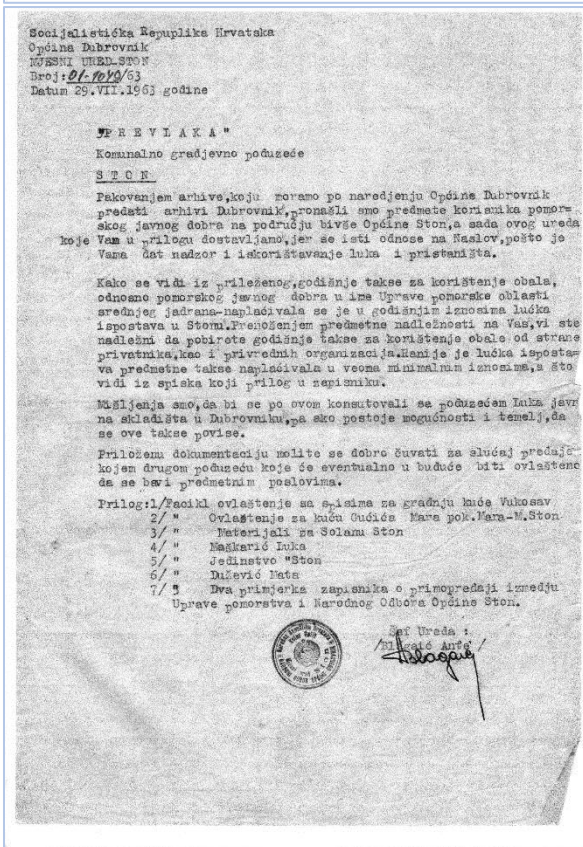 Socijalistička Repuplika Hrvatska
Općina Dubrovnik
MJESNI URED-STON
Broj:01-1040/63
Datum 29.VII.1963 godine
"PREVLAKA"
Komunalno gradjevno poduzeće
STON
Pakovanjem arhive,koju moramo po naredjenju Općine Dubrovnik
predati arhivi Dubrovnik,pronašli smo predmete korisnika pomor=
skog javnog dobra na području bivše Općine Ston,a sada ovog ureda
koje Vam u prilogu dostavljamo,jer se isti odnose na Naslov,pošto je
Vama dat nadzor i iskorištavanje luka i pristaništa.
Kako se vidi iz priležen​og,godišnje takse za korištenje obala,
odnosno pomorskog javnog dobra u ime Uprave pomorske oblasti
srednjeg jadrana-naplaćivala se je u godišnjim iznosima lučka
ispostava u Stonu.Prenošenjem predmetne nadležnosti na Vas,vi ste
nadležni da pobirete godišnje takse za korištenje obale od strane
privatnika,kao i privrednih organizacija.Ranije je lučka isposta=
va predmetne takse naplaćivala u veoma minimalnim iznosima,a što
vidi iz spiska koji prilog u zapisniku.
Mišljenja smo,da bi se po ovom konsutovali sa poduzećem Luka javn
na skladišta u Dubrovniku,pa ako postoje mogućnosti i temelj,da
se ove takse povise.
Priloženu dokumentaciju molite se dobro čuvati za slučaj predaje
kojem drugom poduzeću koje će eventualno u buduće biti ovlašteno
da se bavi predmetnim poslovima.
Prilog:1/Facikl ovlaštenje sa spisima za gradnju kuće Vukosav
2/ " Ovlaštenje za kuću Gučića Mara pok.Mara-M.Ston
3/ " Materijali za Solanu Ston
4/ " Maškarić Luka
5/ " Jedinstvo "Ston
6/ " Dužević Mata
7/ Dva primjerka zapisnika o primopredaji izmedju
Uprave pomorstva i Narodnog Odbora Općine Ston.
Šef Ureda :
/Blagaić Ante/